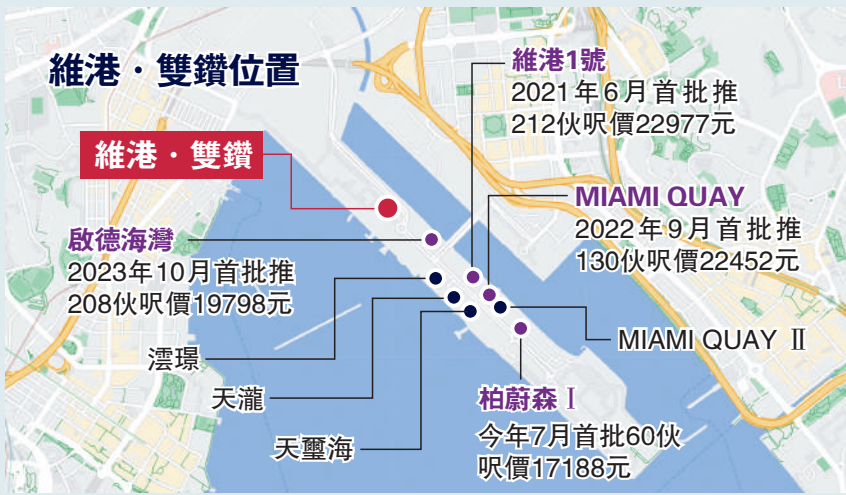 維港．雙鑽位置
維港．雙鑽
維港1號
2021年6月首批推
212伙呎價22977元
MIAMI QUAY
2022年9月首批推
130伙呎價22452元
啟德海灣
2023年10月首批推
208伙呎價19798元
澐璟
天瀧
天璽海
MIAMI QUAY Ⅱ
柏蔚森 I
今年7月首批60伙
呎價17188元